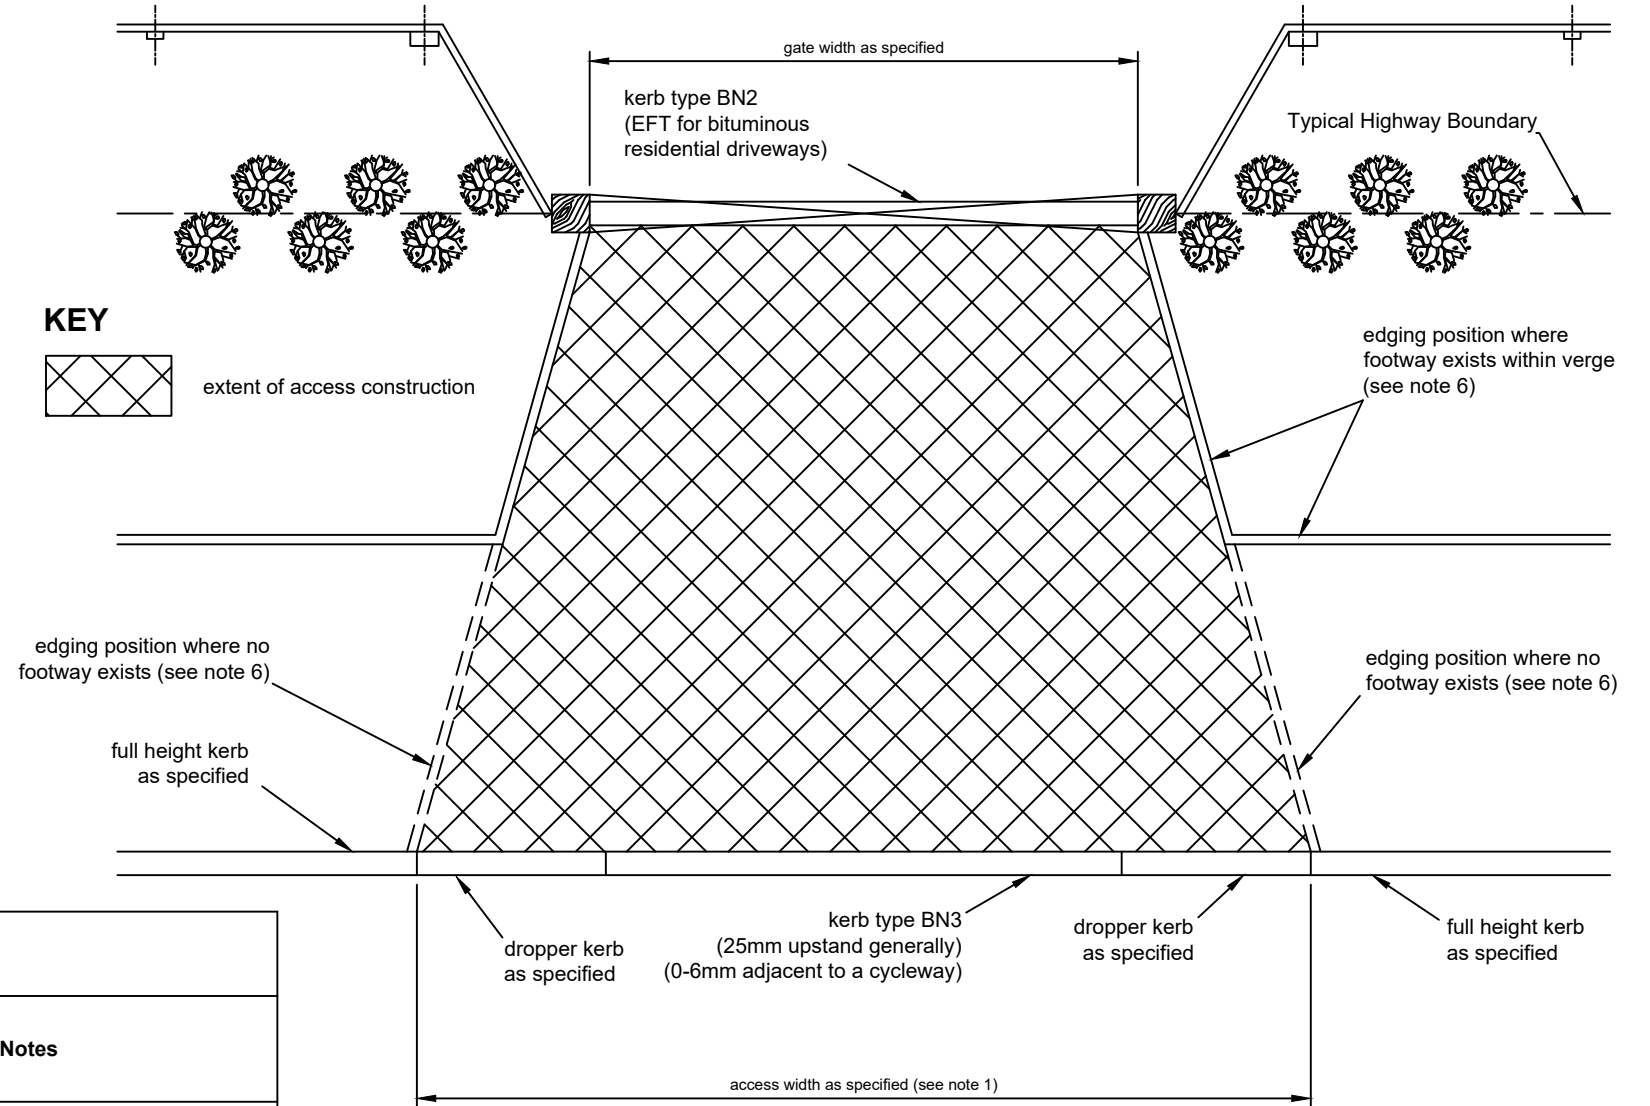 gate width as specified
kerb type BN2
(EFT for bituminous
residential driveways)
Typical Highway Boundary
KEY
extent of access construction
edging position where
footway exists within verge
(see note 6)
edging position where no
footway exists (see note 6)
edging position where no
footway exists (see note 6)
full height kerb
as specified
dropper kerb
as specified
kerb type BN3
(25mm upstand generally)
(0-6mm adjacent to a cycleway)
dropper kerb
as specified
full height kerb
as specified
Notes
access width as specified (see note 1)